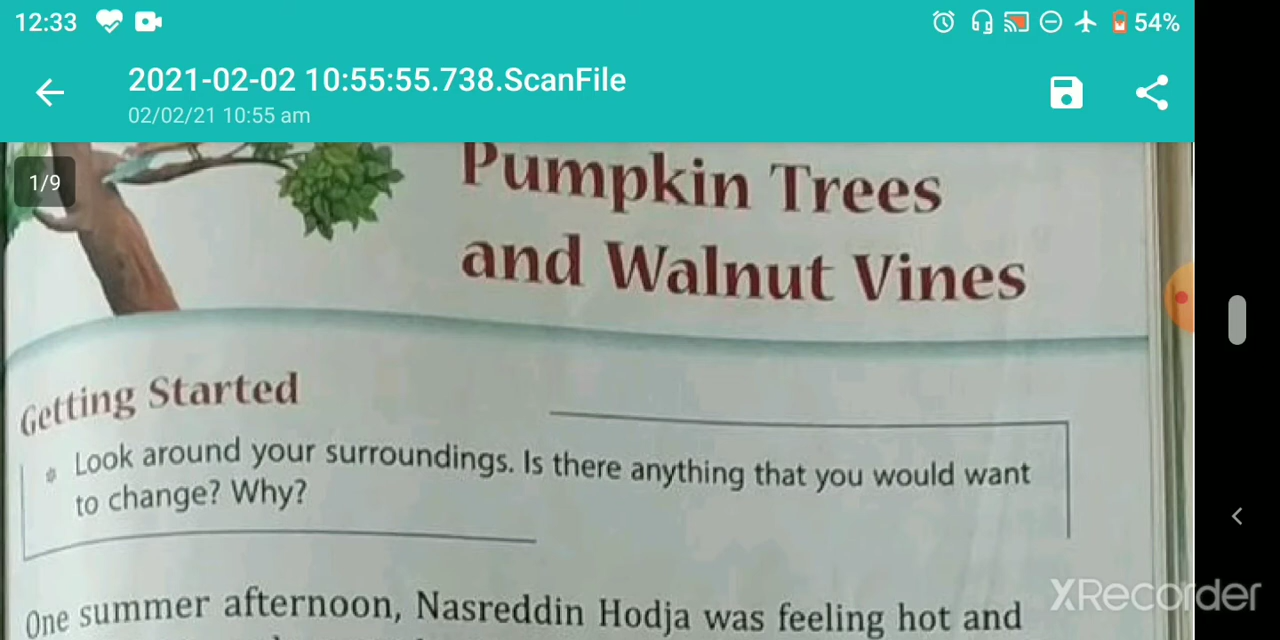 12:33 54%
2021-02-02 10:55:55.738.ScanFile
02/02/21 10:55 am
1/9
Pumpkin Trees
and Walnut Vines
Getting Started
Look around your surroundings. Is there anything that you would want
to change? Why?
One summer afternoon, Nasreddin Hodja was feeling hot and
XRecorder